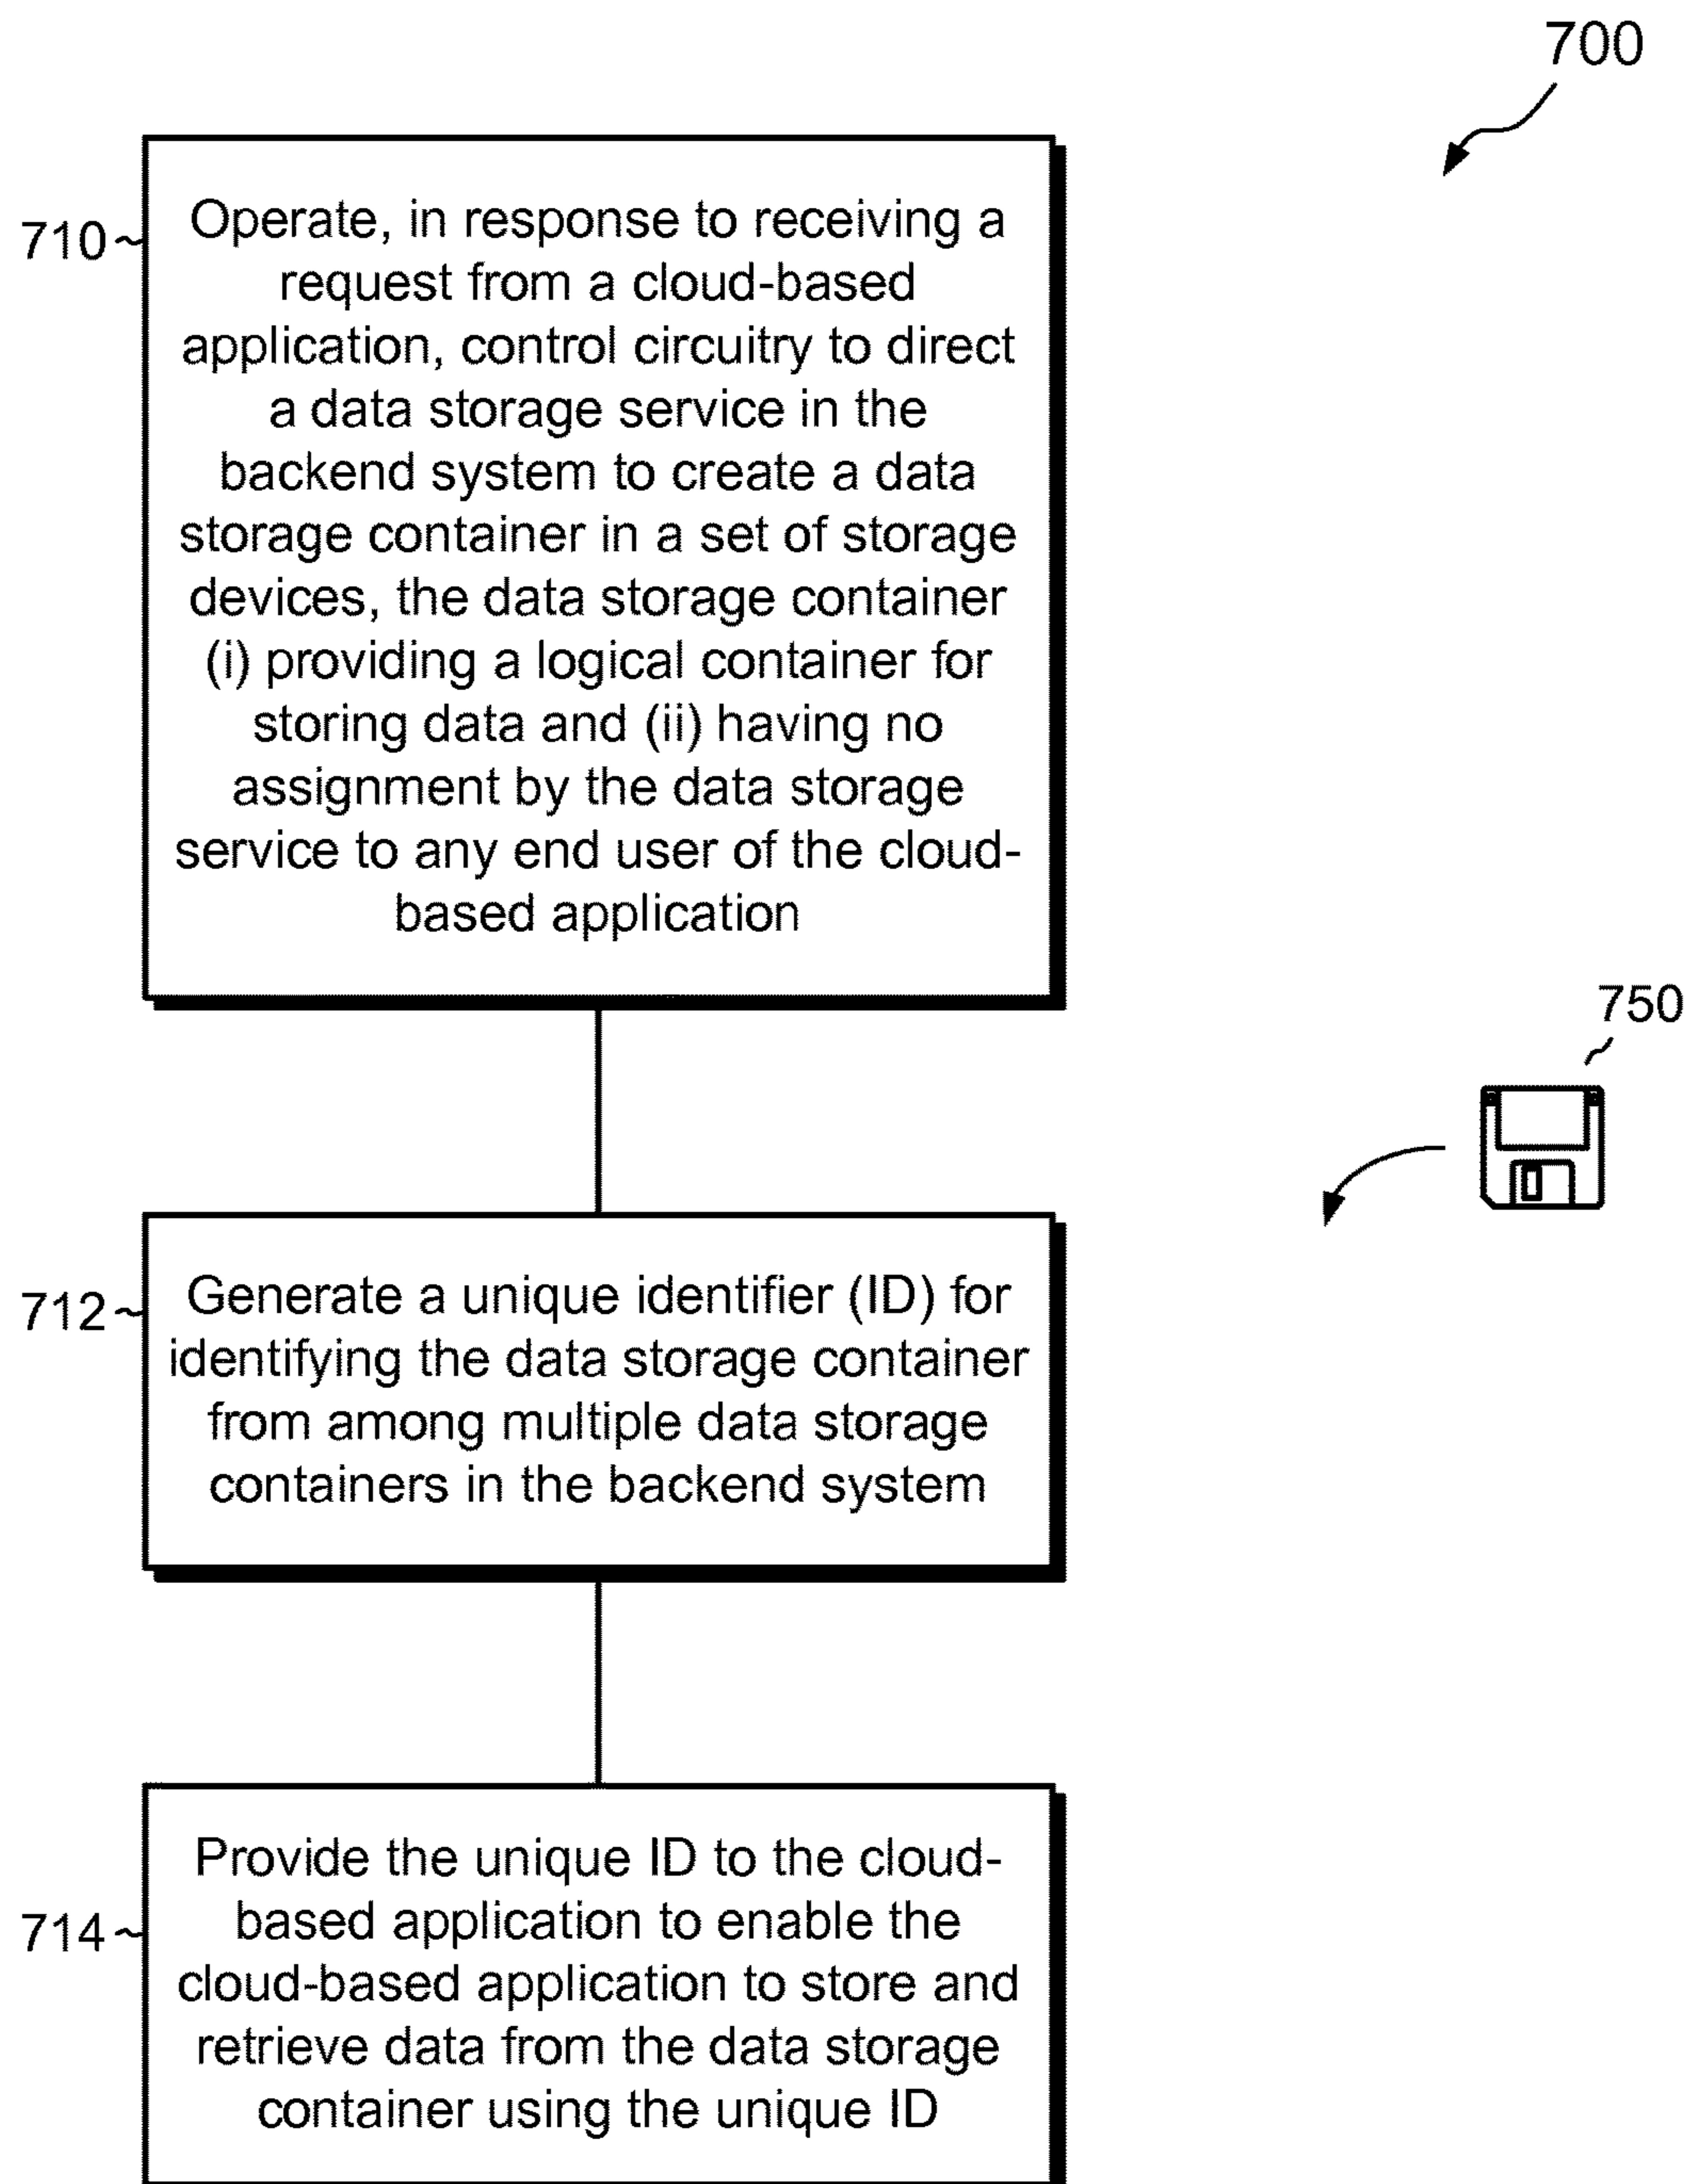 700
710
Operate, in response to receiving a
request from a cloud-based
application, control circuitry to direct
a data storage service in the
backend system to create a data
storage container in a set of storage
devices, the data storage container
(i) providing a logical container for
storing data and (ii) having no
assignment by the data storage
service to any end user of the cloud-
based application
750
712
Generate a unique identifier (ID) for
identifying the data storage container
from among multiple data storage
containers in the backend system
714
Provide the unique ID to the cloud-
based application to enable the
cloud-based application to store and
retrieve data from the data storage
container using the unique ID